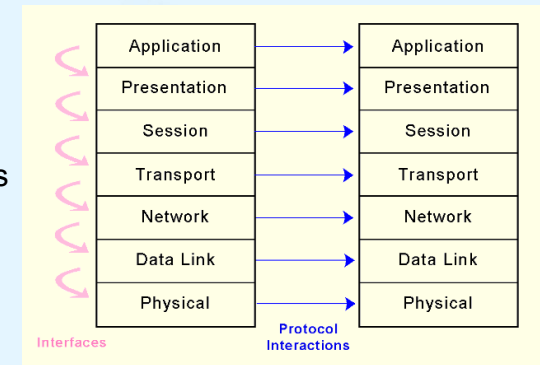 Application Application
Presentation Presentation
Session Session
s
Transport Transport
Network Network
Data Link Data Link
Physical Physical
Interfaces
Protocol
Interactions